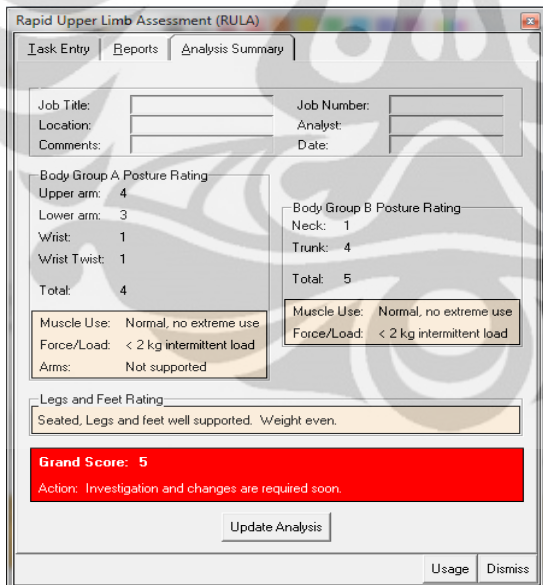 Rapid Upper Limb Assessment (RULA)
Task Entry Reports Analysis Summary
Job Title: Job Number:
Location: Analyst:
Comments: Date:
Body Group A Posture Rating
Upper arm: 4
Lower arm: 3
Wrist: 1
Wrist Twist: 1
Total: 4
Muscle Use: Normal, no extreme use
Force/Load: < 2 kg intermittent load
Arms: Not supported
Body Group B Posture Rating
Neck: 1
Trunk: 4
Total: 5
Muscle Use: Normal, no extreme use
Force/Load: < 2 kg intermittent load
Legs and Feet Rating
Seated, Legs and feet well supported. Weight even.
Grand Score: 5
Action: Investigation and changes are required soon.
Update Analysis
Usage Dismiss